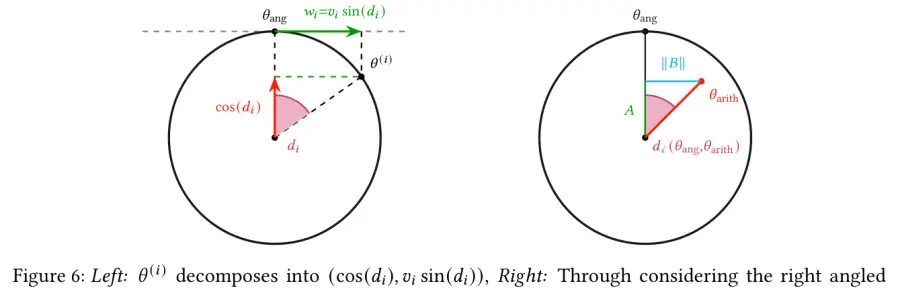 θ_ang
w_i=v_i sin(d_i)
θ^(i)
cos(d_i)
d_i
θ_ang
‖B‖
θ_arith
A
d_∡(θ_ang,θ_arith)
Figure 6: Left: θ^(i) decomposes into (cos(d_i), v_i sin(d_i)), Right: Through considering the right angled